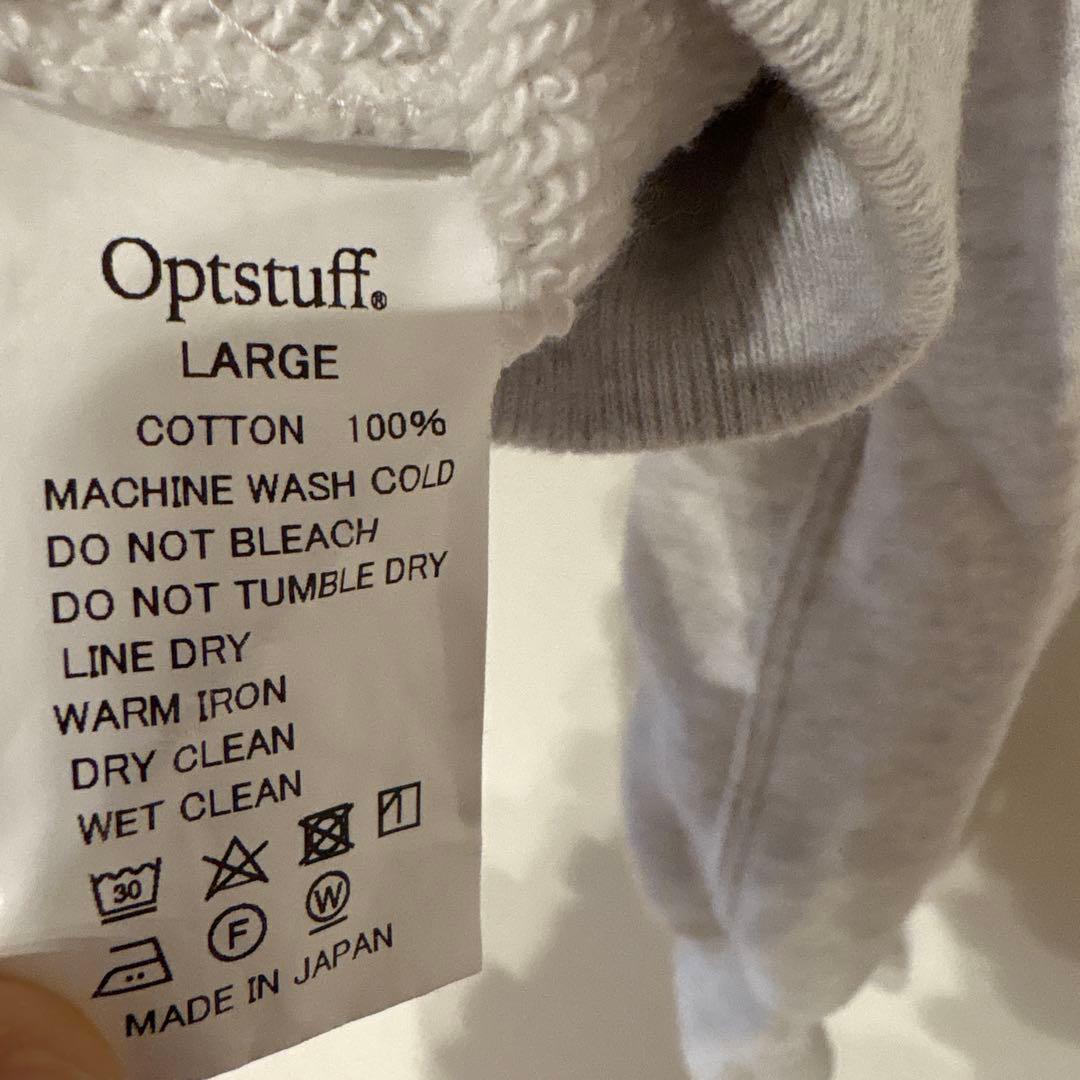 Optstuff®
LARGE
COTTON 100%
MACHINE WASH COLD
DO NOT BLEACH
DO NOT TUMBLE DRY
LINE DRY
WARM IRON
DRY CLEAN
WET CLEAN
30
F W
MADE IN JAPAN